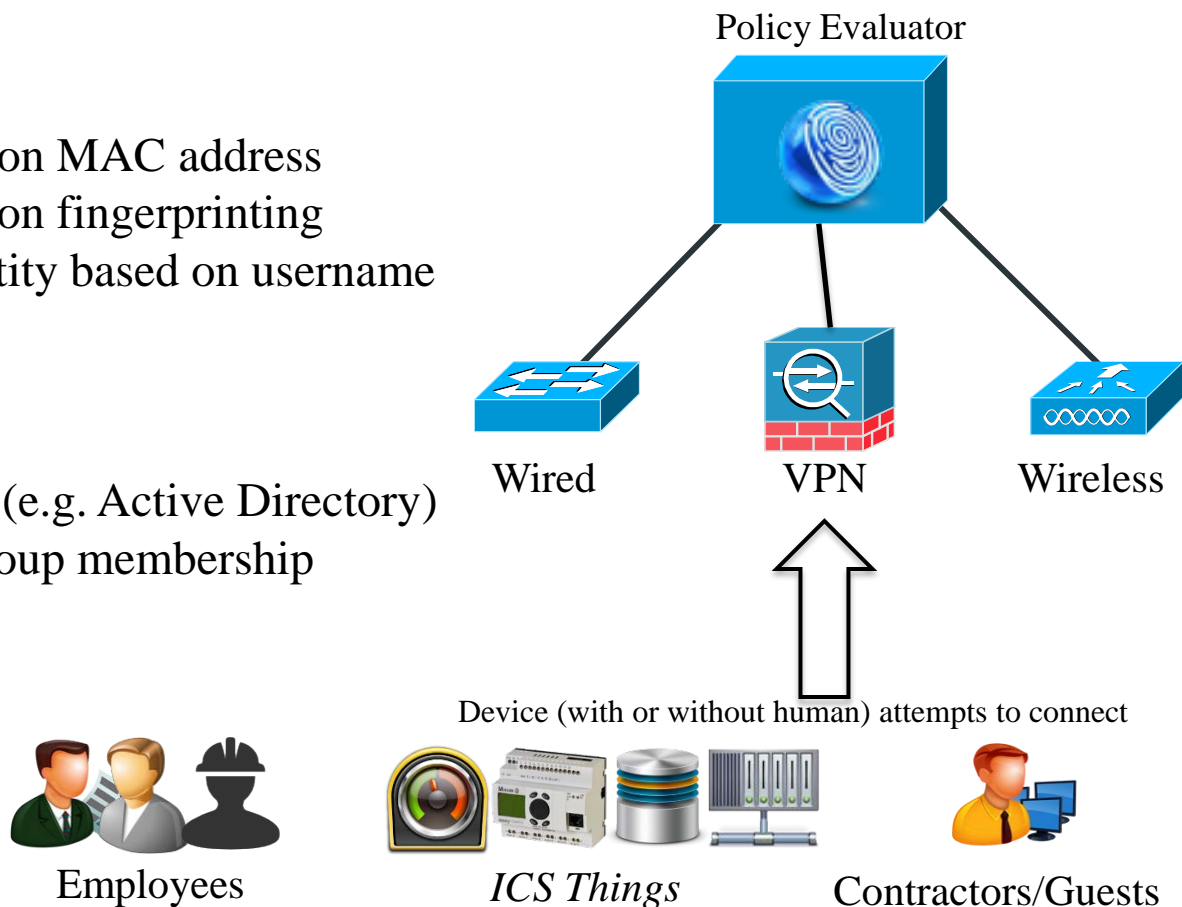 Policy Evaluator
on MAC address
on fingerprinting
tity based on username
Wired
VPN
Wireless
(e.g. Active Directory)
oup membership
Device (with or without human) attempts to connect
Employees
ICS Things
Contractors/Guests